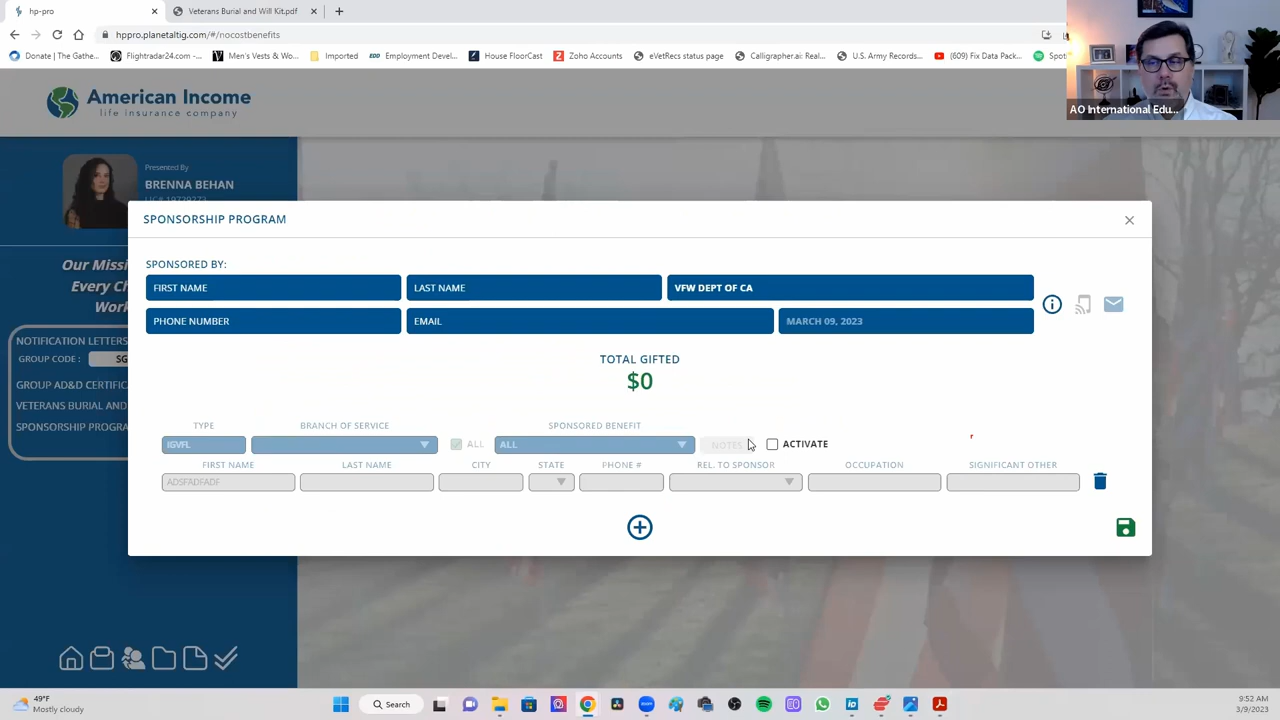 hp-pro
Veterans Burial and Will Kit.pdf
hppro.planetaltig.com/#/nocostbenefits
Donate | The Gathe... Flightradar24.com -... Men's Vests & Wo... Imported EDD Employment Devel... House FloorCast Zoho Accounts eVetRecs status page Calligrapher.ai: Real... U.S. Army Records... (609) Fix Data Pack... Spoti
AO International Edu...
American Income
life insurance company
Presented By
BRENNA BEHAN
Our Missi
Every Ch
Work
NOTIFICATION LETTERS
GROUP CODE : SG
GROUP AD&D CERTIFIC
VETERANS BURIAL AND
SPONSORSHIP PROGRAM
SPONSORSHIP PROGRAM
SPONSORED BY:
FIRST NAME LAST NAME VFW DEPT OF CA
PHONE NUMBER EMAIL MARCH 09, 2023
TOTAL GIFTED
$0
TYPE BRANCH OF SERVICE SPONSORED BENEFIT
IGVFL ALL ALL NOTES ACTIVATE
FIRST NAME LAST NAME CITY STATE PHONE # REL. TO SPONSOR OCCUPATION SIGNIFICANT OTHER
ADSFADFADF
49°F
Mostly cloudy
Search
9:52 AM
3/9/2023